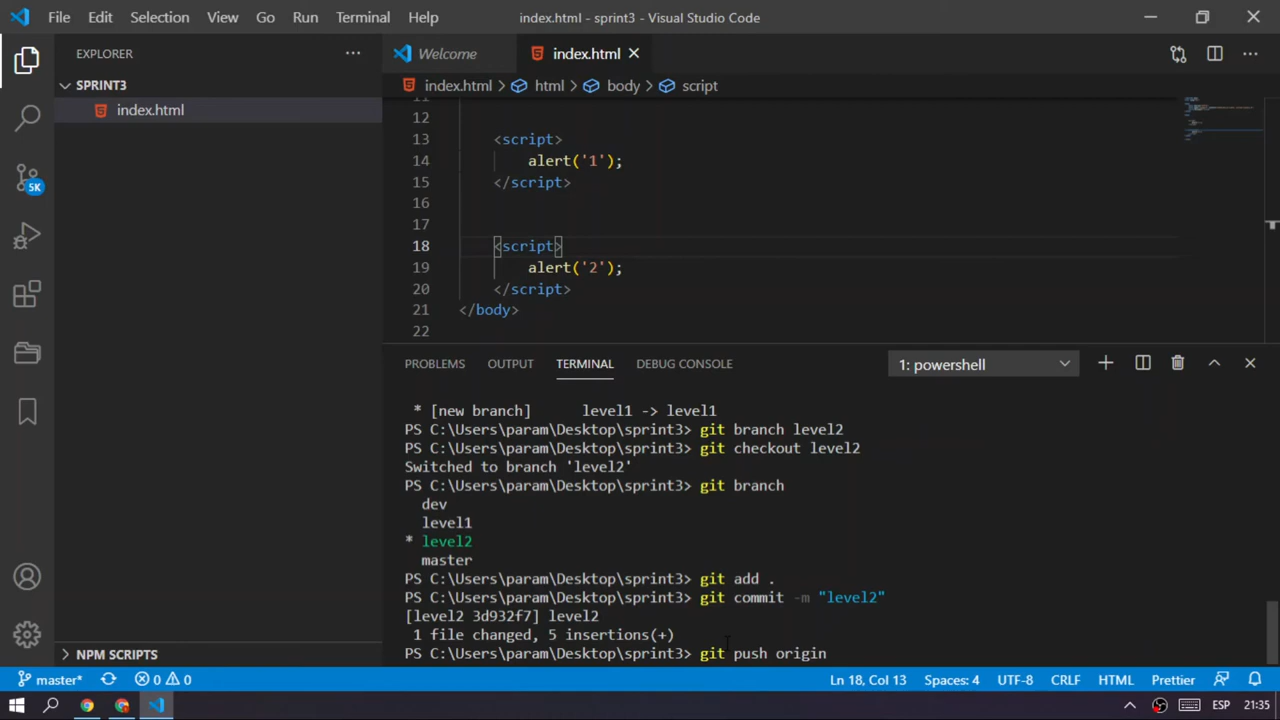 File Edit Selection View Go Run Terminal Help
index.html - sprint3 - Visual Studio Code
EXPLORER
SPRINT3
index.html
5K
NPM SCRIPTS
Welcome
index.html
index.html > html > body > script
11
12
13 <script>
14 alert('1');
15 </script>
16
17
18 <script>
19 alert('2');
20 </script>
21 </body>
22
PROBLEMS OUTPUT TERMINAL DEBUG CONSOLE
1: powershell
* [new branch] level1 -> level1
PS C:\Users\param\Desktop\sprint3> git branch level2
PS C:\Users\param\Desktop\sprint3> git checkout level2
Switched to branch 'level2'
PS C:\Users\param\Desktop\sprint3> git branch
dev
level1
* level2
master
PS C:\Users\param\Desktop\sprint3> git add .
PS C:\Users\param\Desktop\sprint3> git commit -m "level2"
[level2 3d932f7] level2
1 file changed, 5 insertions(+)
PS C:\Users\param\Desktop\sprint3> git push origin
master* 0 0
Ln 18, Col 13 Spaces: 4 UTF-8 CRLF HTML Prettier
ESP 21:35